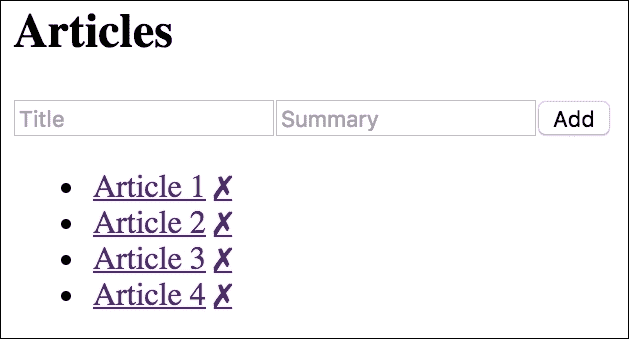 Articles
Title Summary Add
Article 1 ✗
Article 2 ✗
Article 3 ✗
Article 4 ✗